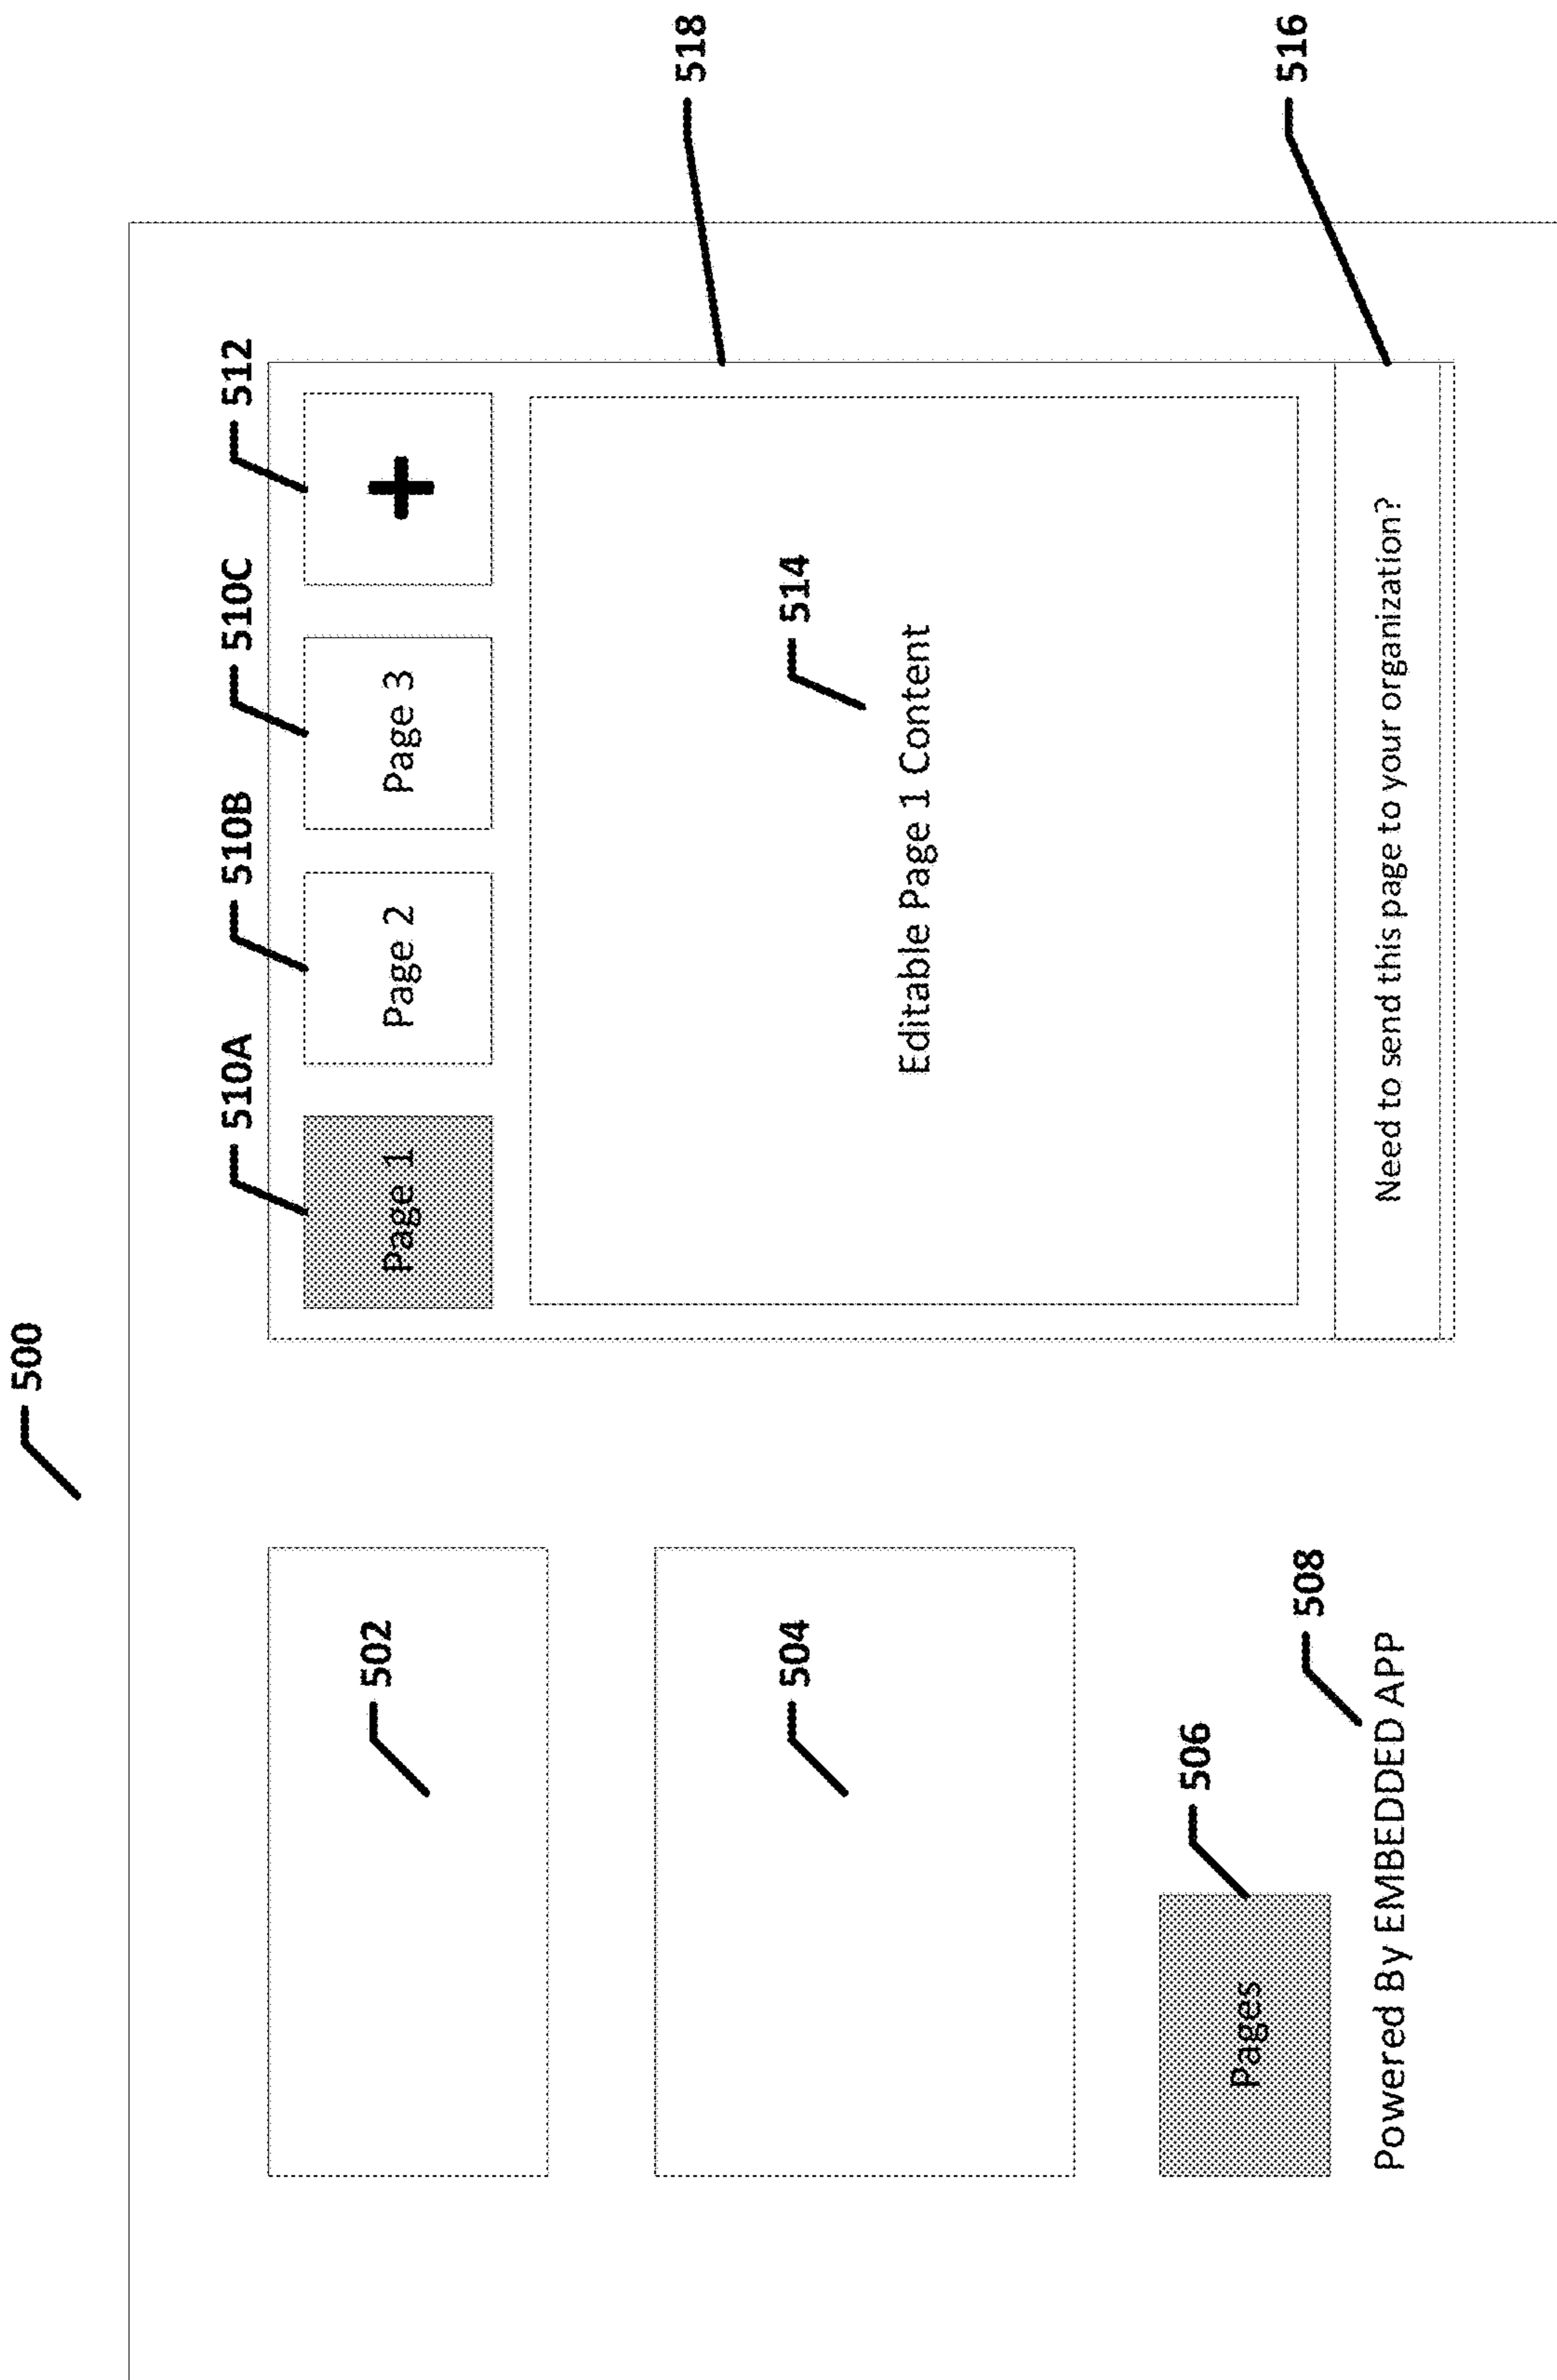 500
502
504
506
Pages
508
Powered By EMBEDDED APP
510A
510B
510C
512
Page 1
Page 2
Page 3
+
518
514
Editable Page 1 Content
516
Need to send this page to your organization?